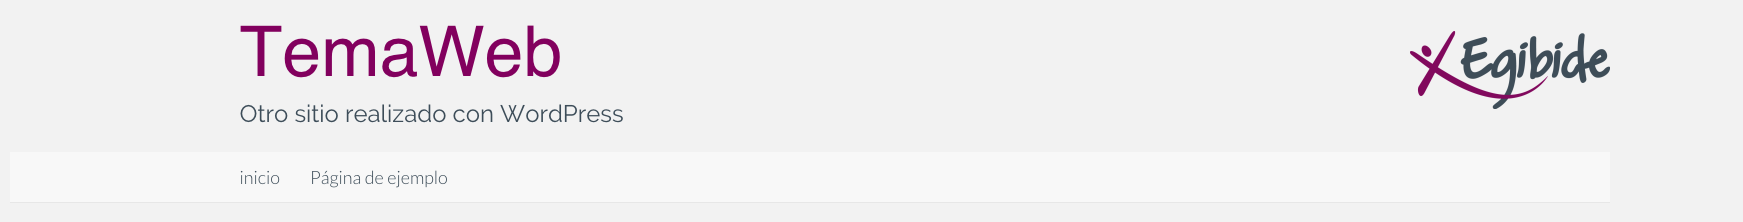 TemaWeb
Egibide
Otro sitio realizado con WordPress
inicio Página de ejemplo